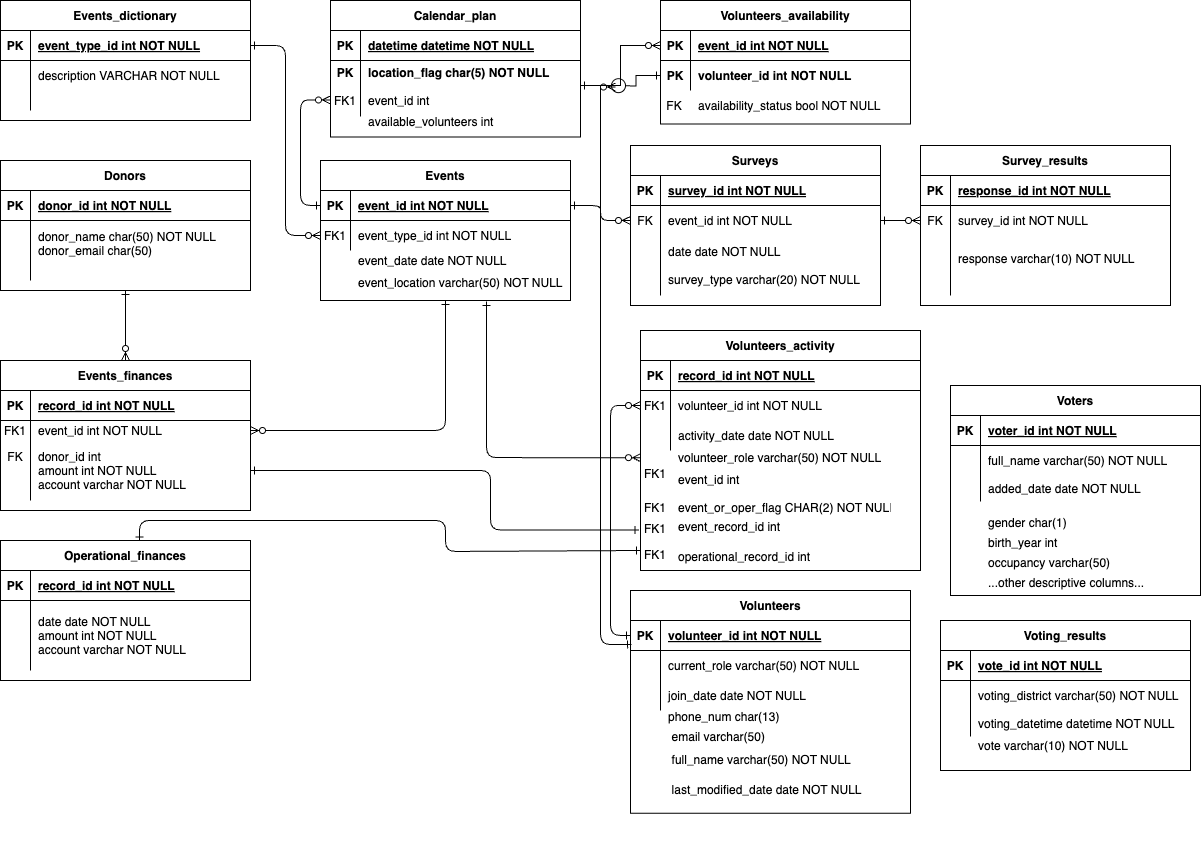 Events_dictionary
PK event_type_id int NOT NULL
description VARCHAR NOT NULL
Calendar_plan
PK datetime datetime NOT NULL
PK location_flag char(5) NOT NULL
FK1 event_id int
available_volunteers int
Volunteers_availability
PK event_id int NOT NULL
PK volunteer_id int NOT NULL
FK availability_status bool NOT NULL
Donors
PK donor_id int NOT NULL
donor_name char(50) NOT NULL
donor_email char(50)
Events
PK event_id int NOT NULL
FK1 event_type_id int NOT NULL
event_date date NOT NULL
event_location varchar(50) NOT NULL
Surveys
PK survey_id int NOT NULL
FK event_id int NOT NULL
date date NOT NULL
survey_type varchar(20) NOT NULL
Survey_results
PK response_id int NOT NULL
FK survey_id int NOT NULL
response varchar(10) NOT NULL
Events_finances
PK record_id int NOT NULL
FK1 event_id int NOT NULL
FK donor_id int
amount int NOT NULL
account varchar NOT NULL
Volunteers_activity
PK record_id int NOT NULL
FK1 volunteer_id int NOT NULL
activity_date date NOT NULL
volunteer_role varchar(50) NOT NULL
FK1 event_id int
FK1 event_or_oper_flag CHAR(2) NOT NUL
FK1 event_record_id int
FK1 operational_record_id int
Voters
PK voter_id int NOT NULL
full_name varchar(50) NOT NULL
added_date date NOT NULL
gender char(1)
birth_year int
occupancy varchar(50)
...other descriptive columns...
Operational_finances
PK record_id int NOT NULL
date date NOT NULL
amount int NOT NULL
account varchar NOT NULL
Volunteers
PK volunteer_id int NOT NULL
current_role varchar(50) NOT NULL
join_date date NOT NULL
phone_num char(13)
email varchar(50)
full_name varchar(50) NOT NULL
last_modified_date date NOT NULL
Voting_results
PK vote_id int NOT NULL
voting_district varchar(50) NOT NULL
voting_datetime datetime NOT NULL
vote varchar(10) NOT NULL